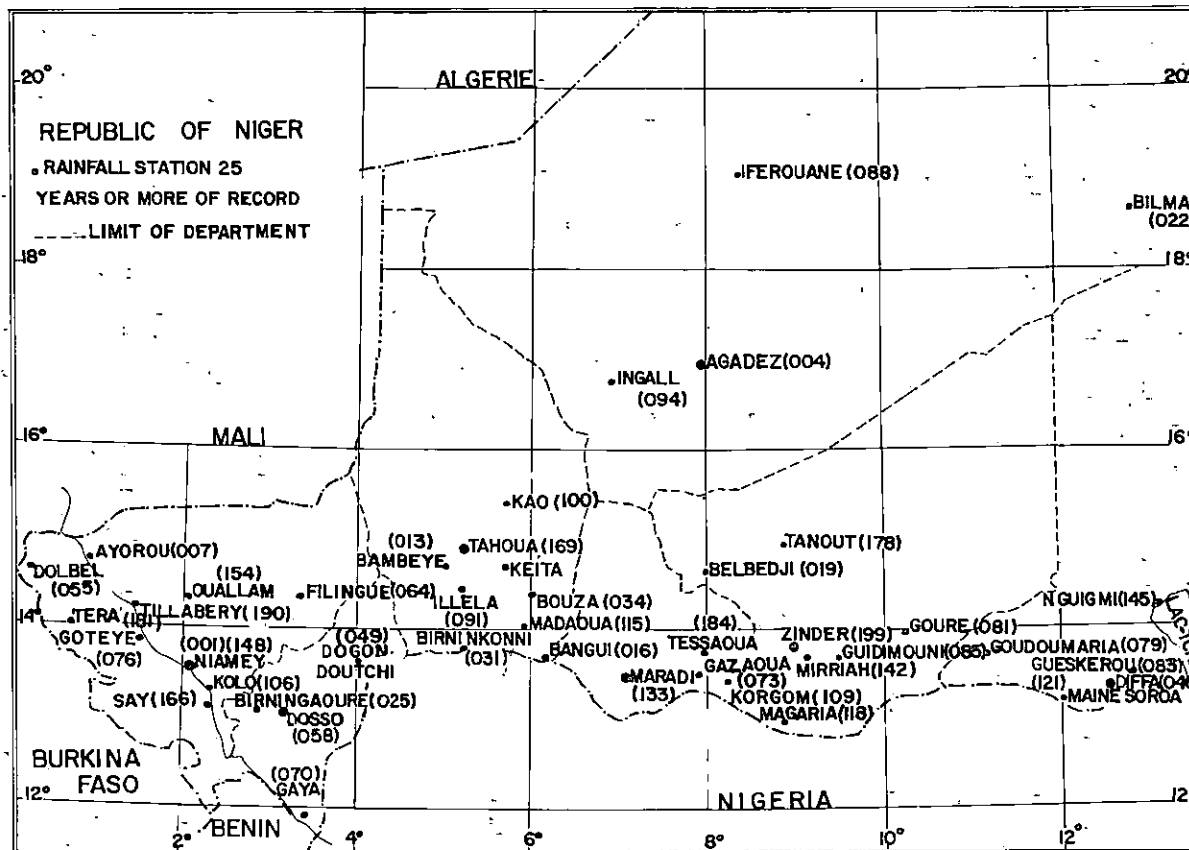 20°
ALGERIE
20°
REPUBLIC OF NIGER
RAINFALL STATION 25
YEARS OR MORE OF RECORD
LIMIT OF DEPARTMENT
IFEROUANE (088)
BILMA
(022
18°
18°
AGADEZ (004)
INGALL
(094)
16°
MALI
16°
KAO (100)
AYOROU (007)
(013)
BAMBEYE
TAHOUA (169)
KEITA
TANOUT (178)
DOLBEL
(055)
(154)
OUALLAM
FILINGUE (064)
ILLELA
(091)
BOUZA (034)
BELBEDJI (019)
NGUIGMI (145)
LAC
14°
TERA
(181)
TILLABERY (190)
MADAOUA (115)
(184)
TESSAOUA
ZINDER (199)
GOURE (081)
GOTEYE
(076)
(001) (148)
NIAMEY
(049)
DOGON
DOUTCHI
BIRNINKONNI
(031)
BANGUI (016)
GUIDIMOUNI (085)
GOUDOUMARIA (079)
MIRRIAH (142)
GUESKEROU (083)
KOLO (106)
SAY (166)
BIRNINGAOURE (025)
DOSSO
(058)
MARADI
(133)
GAZAOUA
(073)
KORGOM (109)
MAGARIA (118)
(121)
MAINE SOROA
DIFFA (04
BURKINA
FASO
(070)
GAYA
12°
NIGERIA
12
BENIN
2°
4°
6°
8°
10°
12°